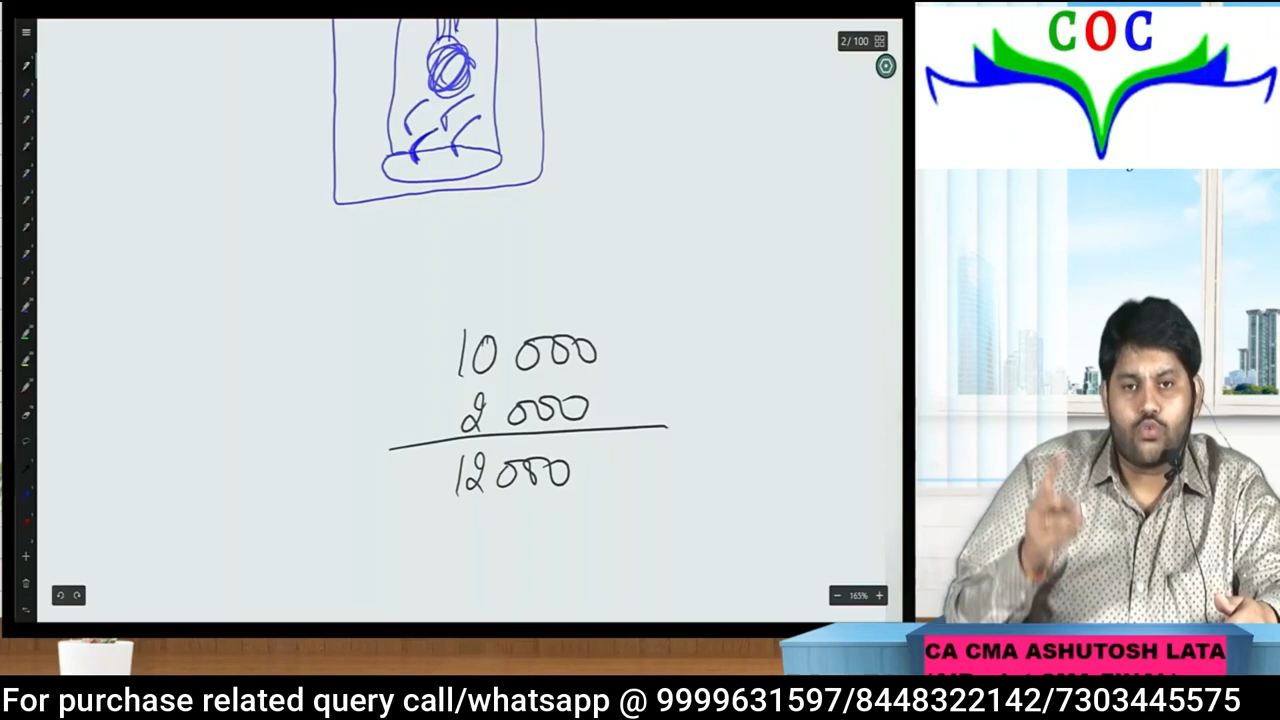 2/ 100
COC
10 000
2 000
12 000
165%
CA CMA ASHUTOSH LATA
For purchase related query call/whatsapp @ 9999631597/8448322142/7303445575